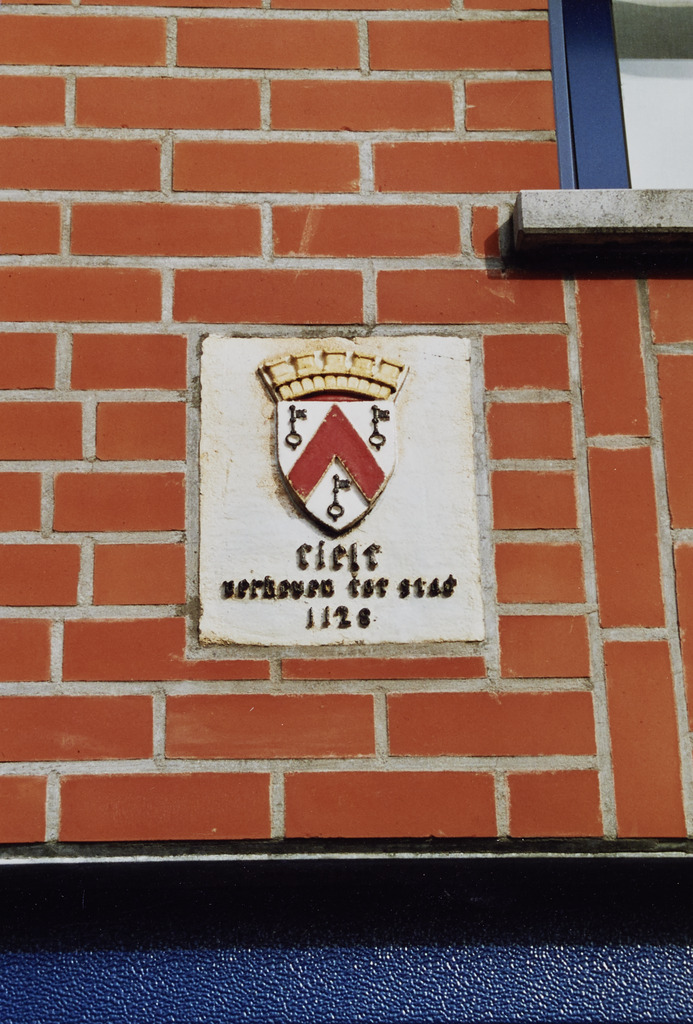 tielt
verheven tot stad
1128